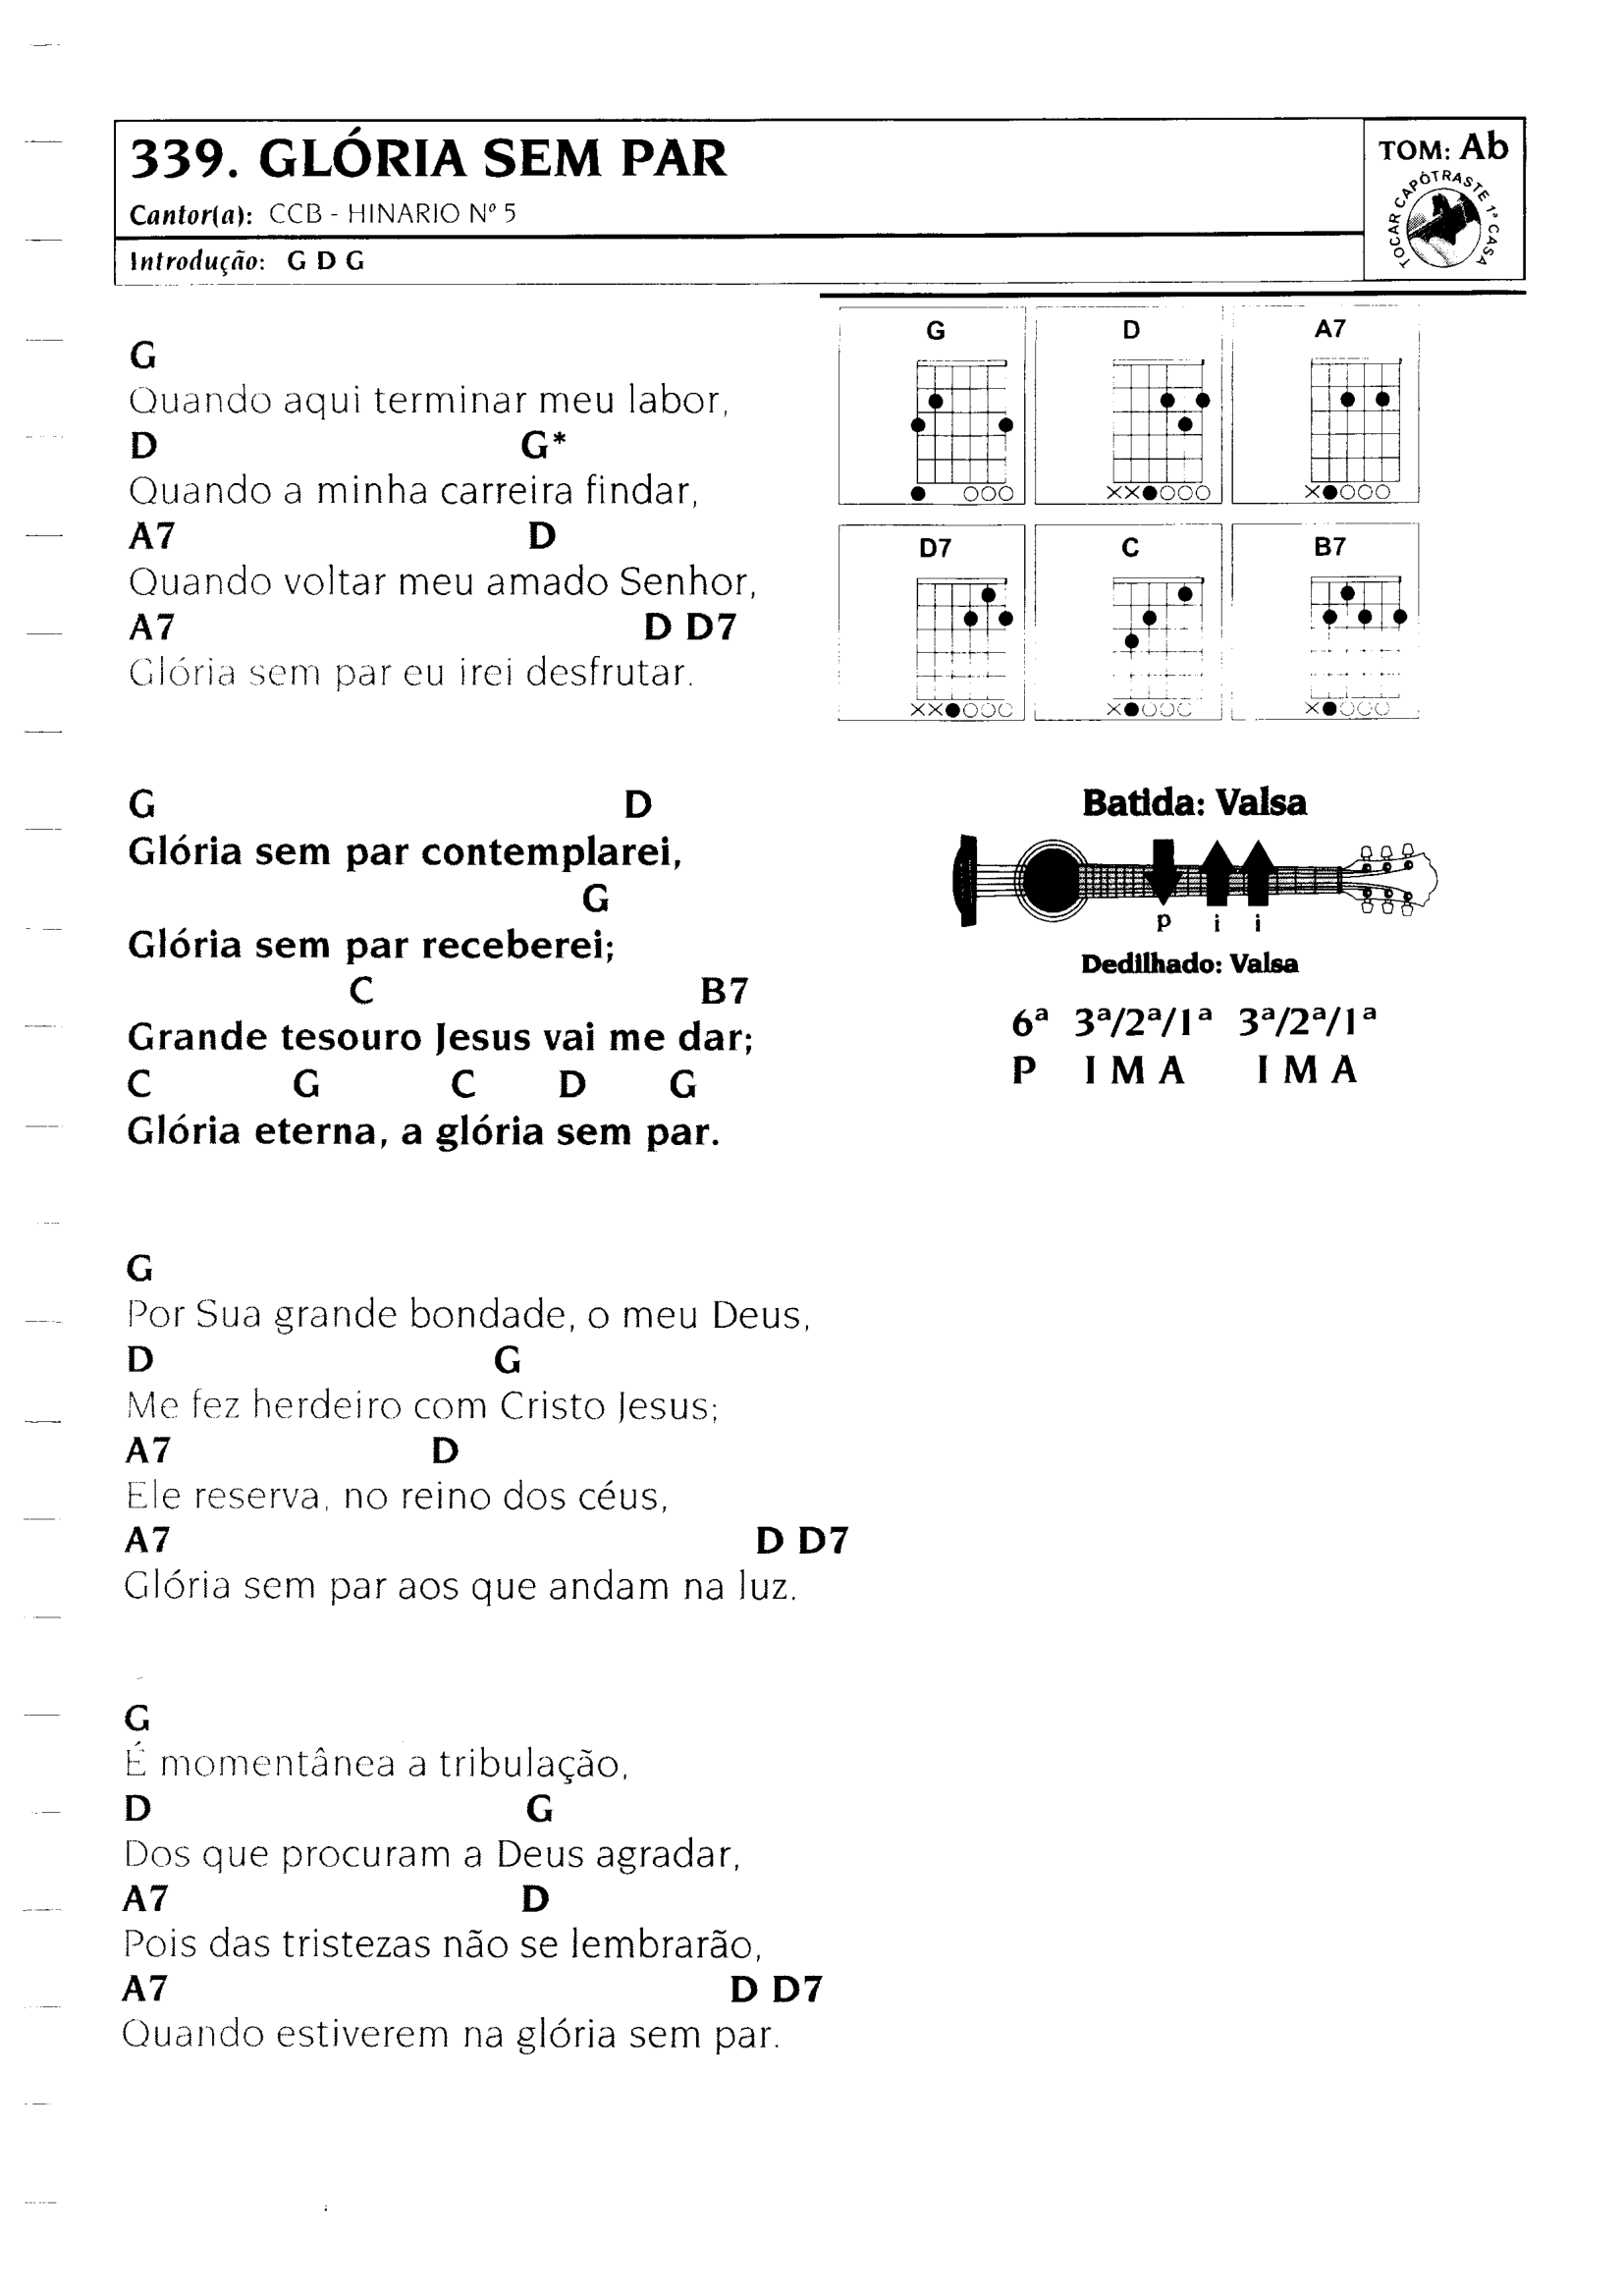 339. GLÓRIA SEM PAR
Cantor(a): CCB - HINARIO Nº 5
Introdução: G D G
TOM: Ab
TOCAR CAPOTRASTE 1ª CASA
G
Quando aqui terminar meu labor,
D G*
Quando a minha carreira findar,
A7 D
Quando voltar meu amado Senhor,
A7 D D7
Glória sem par eu irei desfrutar.
G D A7
XX X
D7 C B7
XX X X
G D
Glória sem par contemplarei,
G
Glória sem par receberei;
C B7
Grande tesouro Jesus vai me dar;
C G C D G
Glória eterna, a glória sem par.
Batida: Valsa
p i i
Dedilhado: Valsa
6ª 3ª/2ª/1ª 3ª/2ª/1ª
P I M A I M A
G
Por Sua grande bondade, o meu Deus,
D G
Me fez herdeiro com Cristo Jesus;
A7 D
Ele reserva, no reino dos céus,
A7 D D7
Glória sem par aos que andam na luz.
G
É momentânea a tribulação,
D G
Dos que procuram a Deus agradar,
A7 D
Pois das tristezas não se lembrarão,
A7 D D7
Quando estiverem na glória sem par.